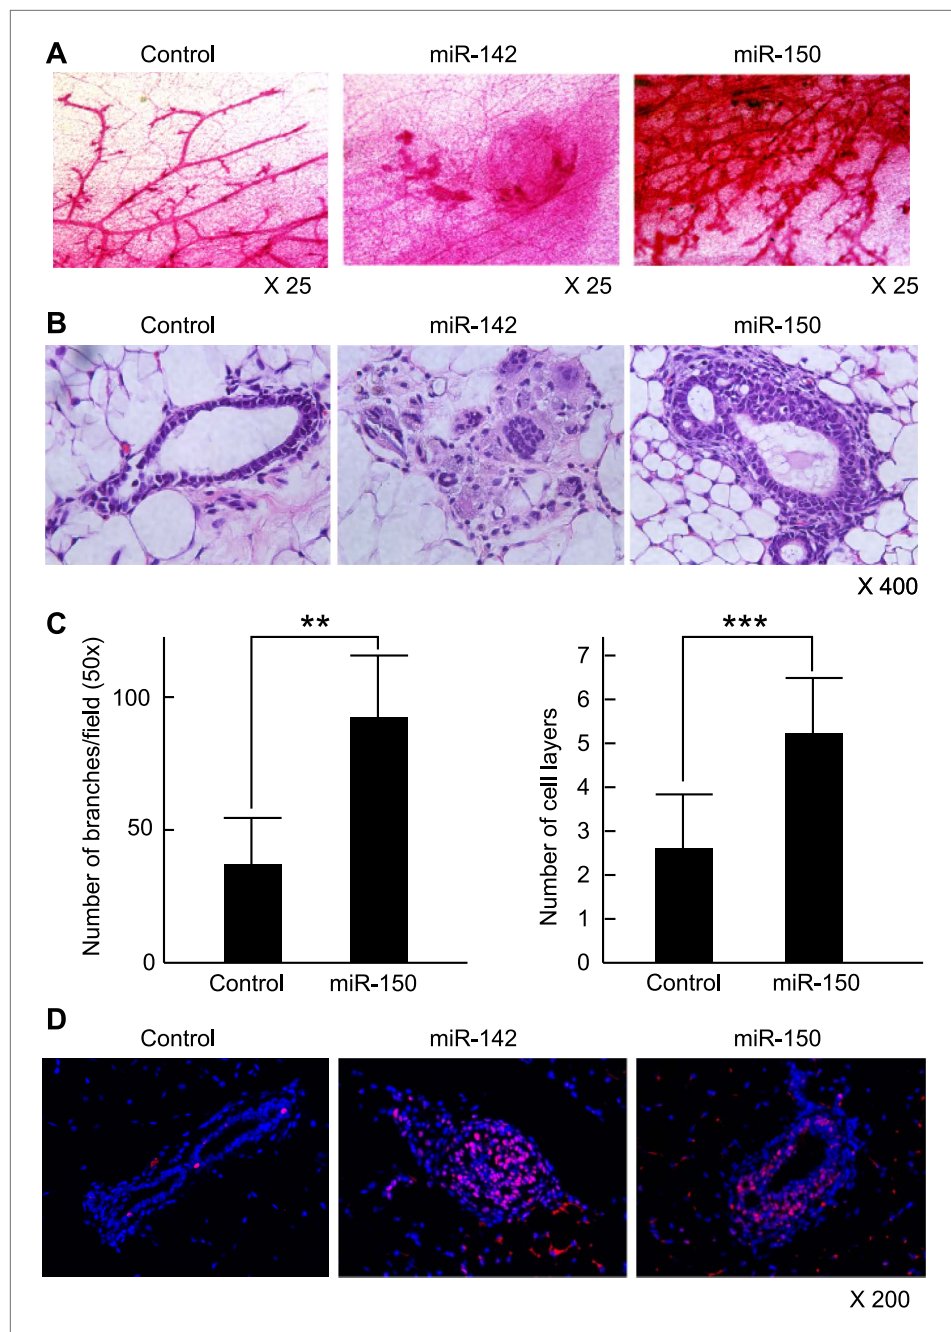 A
Control
miR-142
miR-150
X 25
X 25
X 25
B
Control
miR-142
miR-150
X 400
C
Number of branches/field (50x)
100
50
0
**
Control
miR-150
Number of cell layers
7
6
5
4
3
2
1
0
***
Control
miR-150
D
Control
miR-142
miR-150
X 200